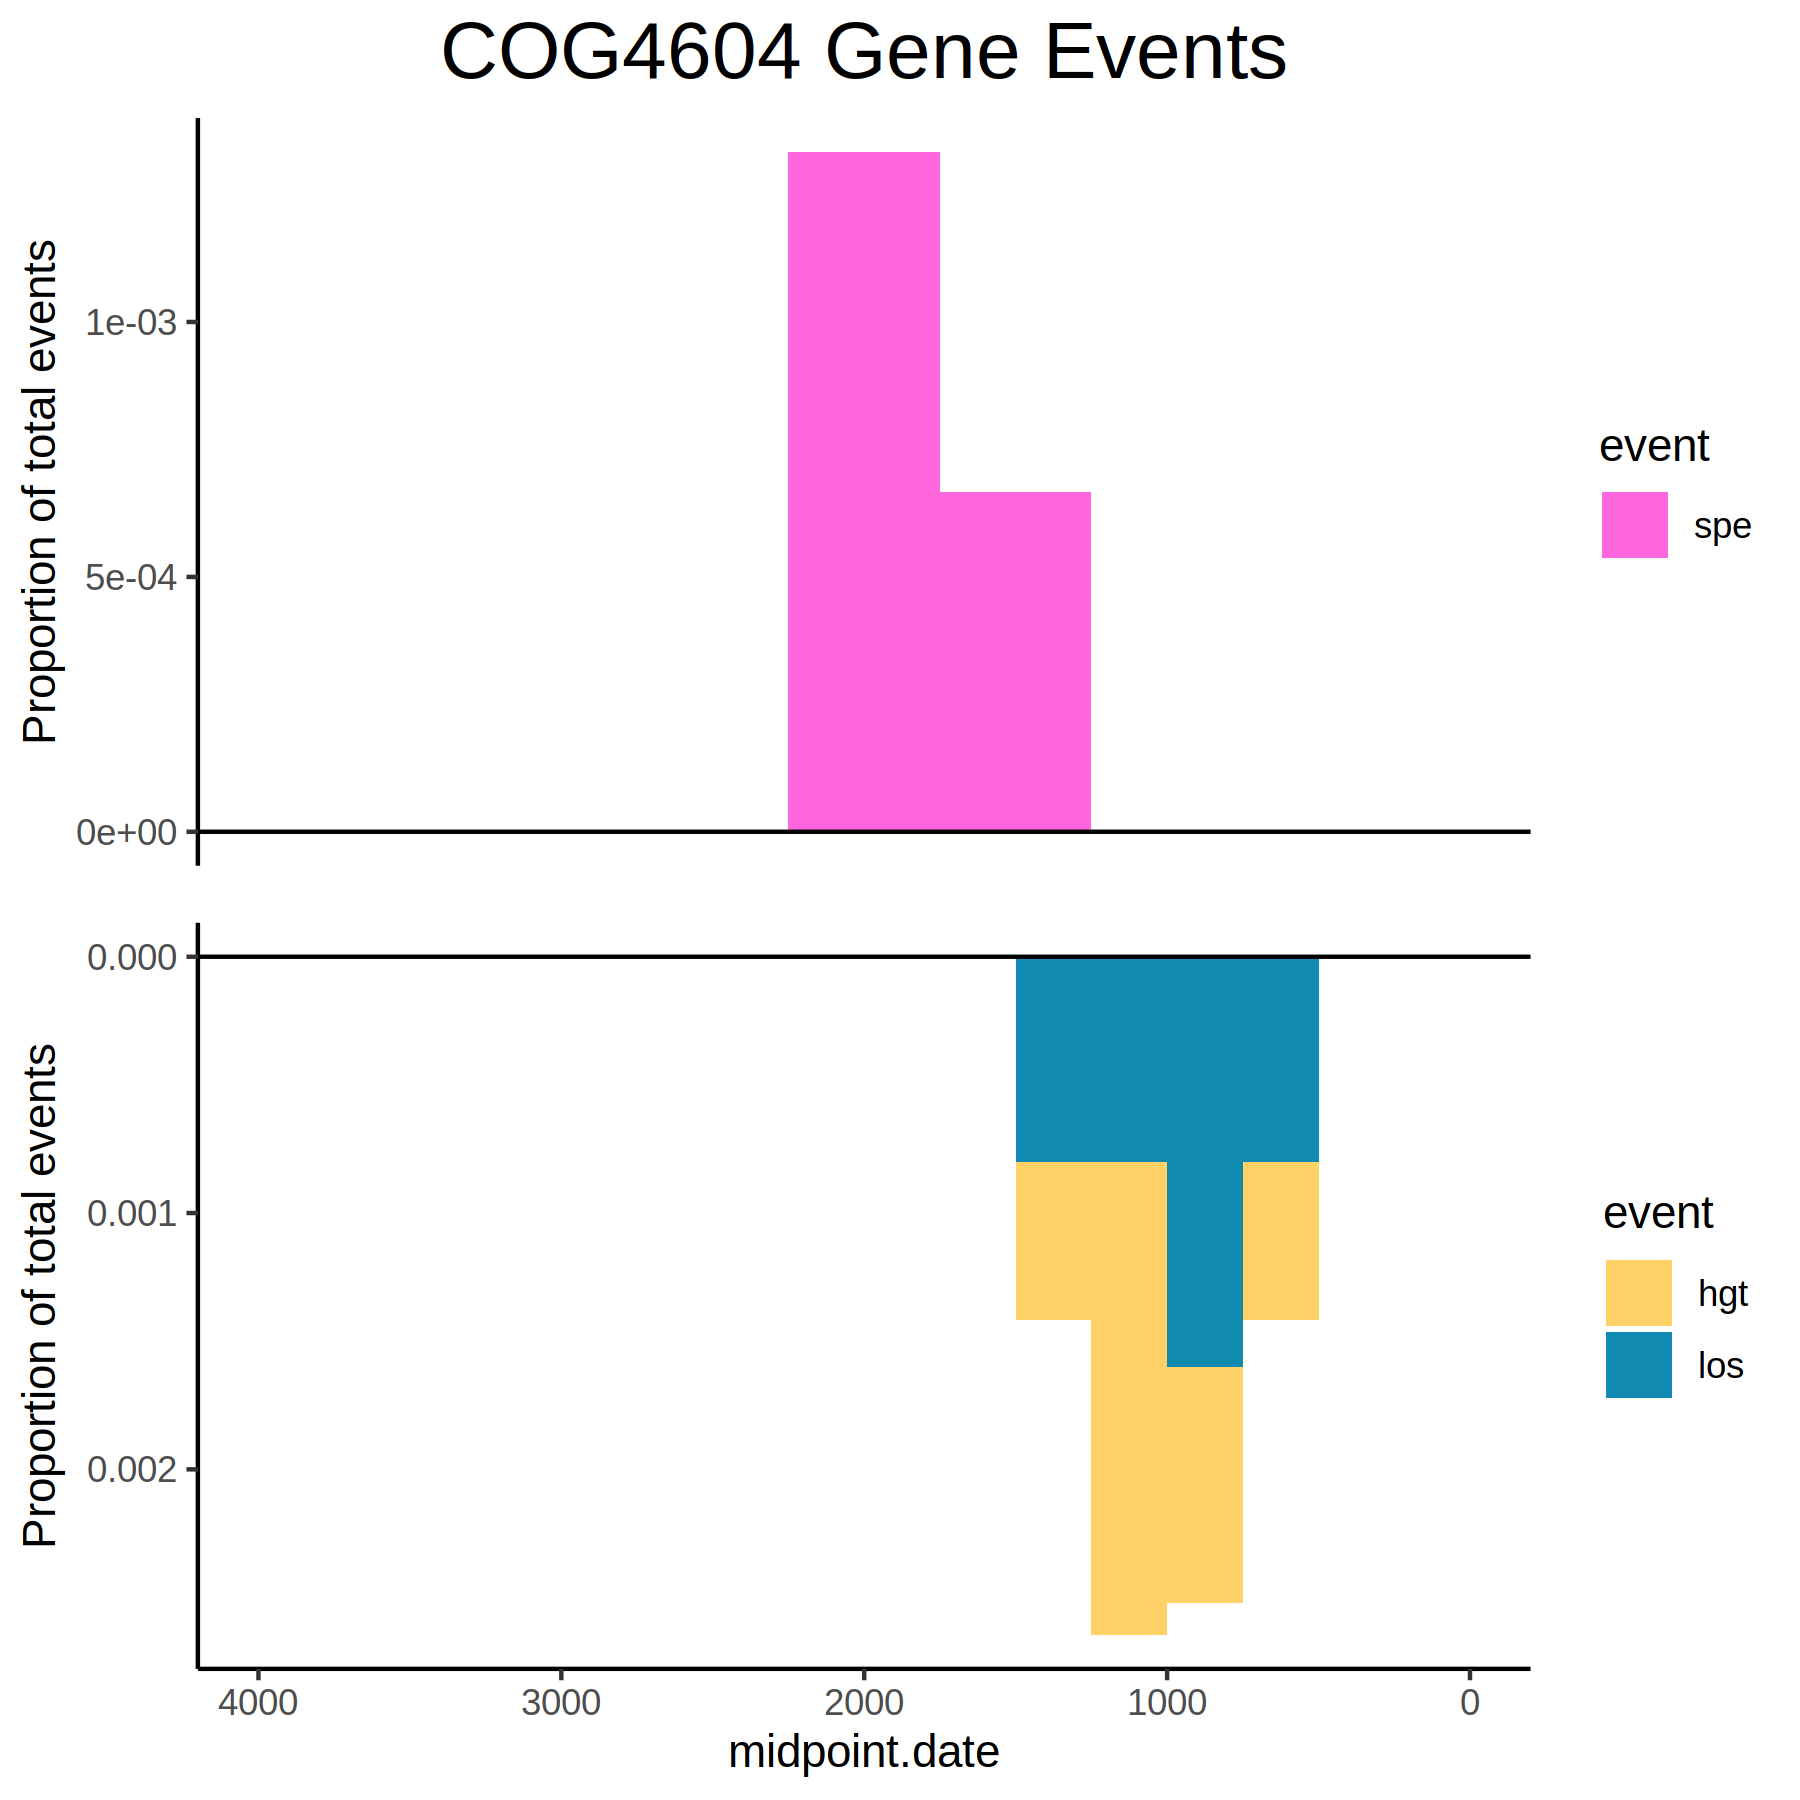 COG4604 Gene Events
Proportion of total events
1e-03
5e-04
0e+00
event
spe
Proportion of total events
0.000
0.001
0.002
event
hgt
los
4000 3000 2000 1000 0
midpoint.date